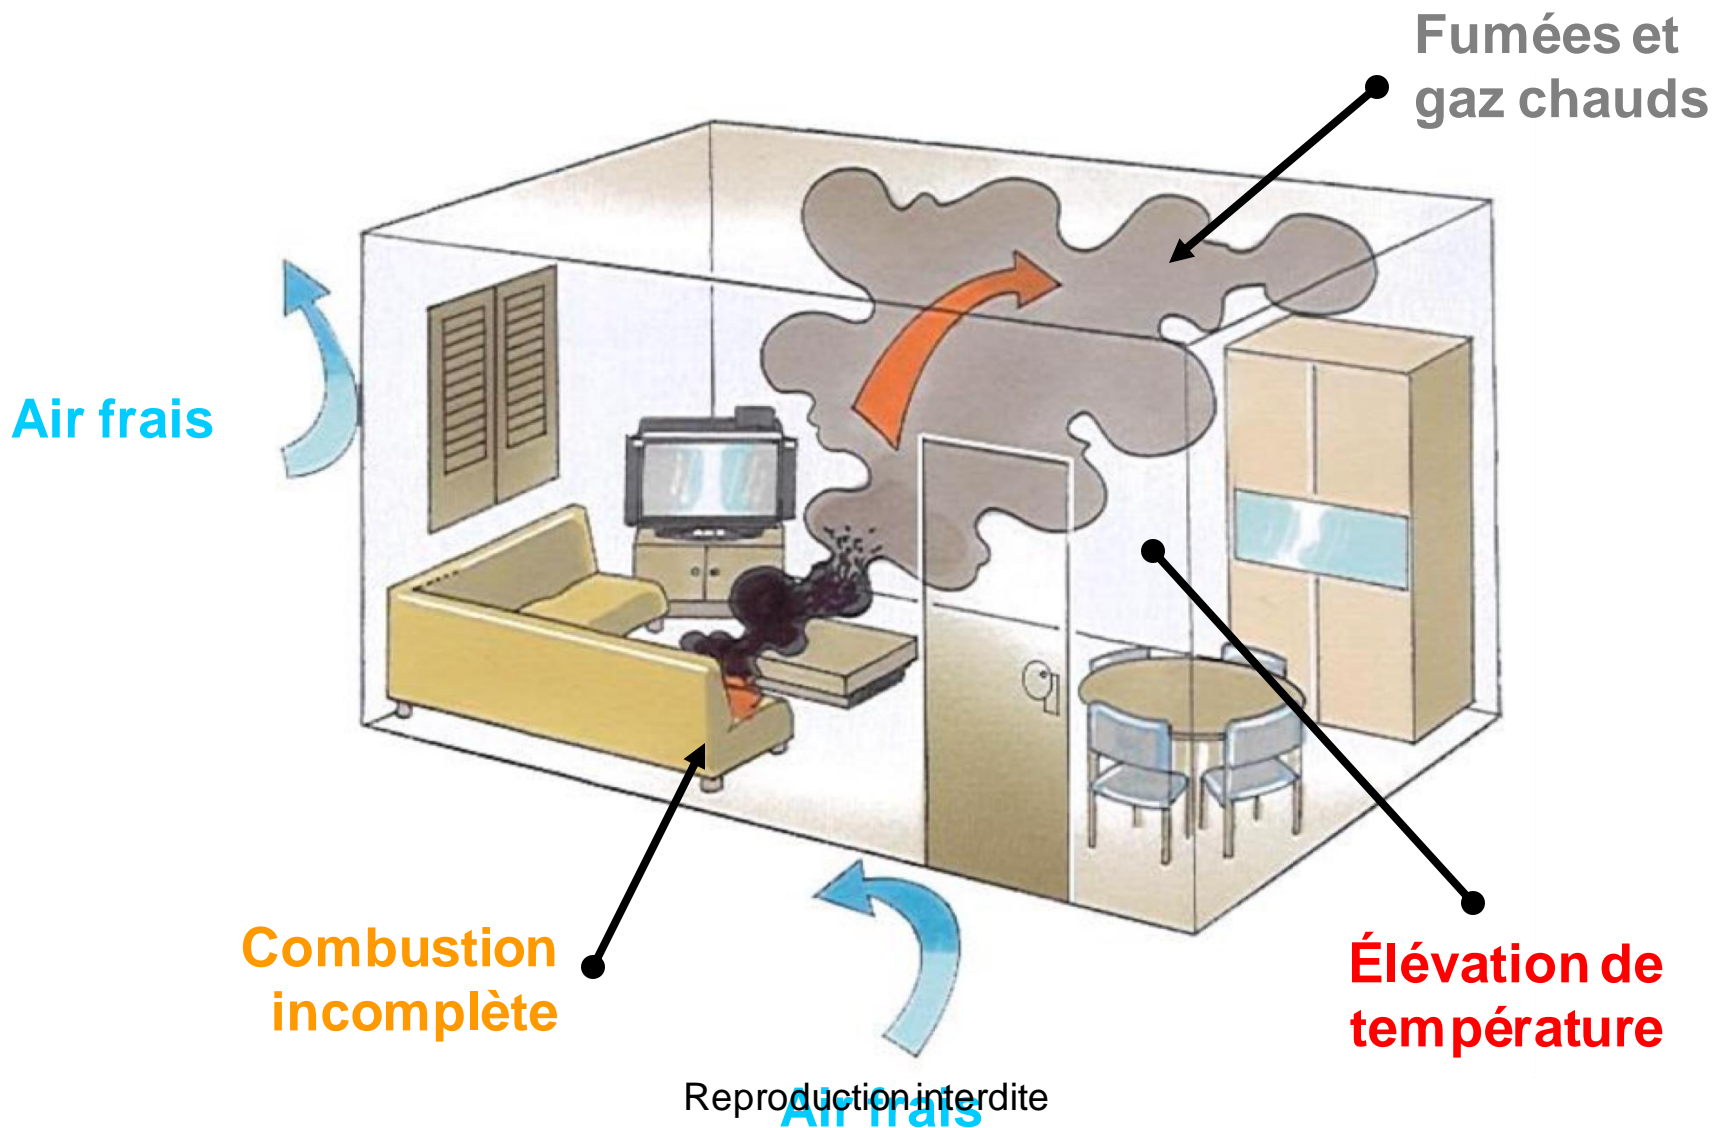 Fumées et
gaz chauds
Air frais
Combustion
incomplète
Élévation de
température
Reproduction interdite
Air frais